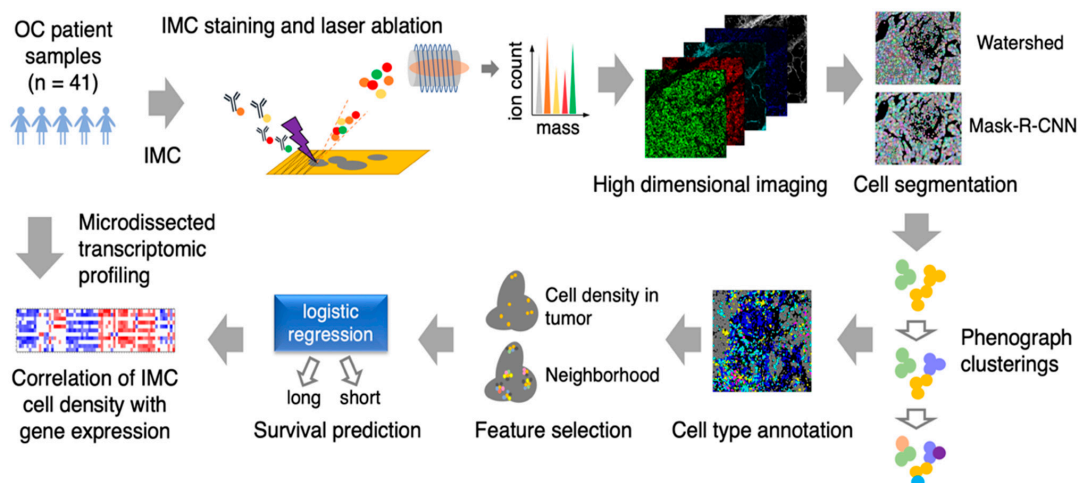 OC patient
samples
(n = 41)
IMC
IMC staining and laser ablation
ion count
mass
High dimensional imaging
Watershed
Mask-R-CNN
Cell segmentation
Phenograph
clusterings
Cell type annotation
Cell density in
tumor
Neighborhood
Feature selection
logistic
regression
long
short
Survival prediction
Microdissected
transcriptomic
profiling
Correlation of IMC
cell density with
gene expression